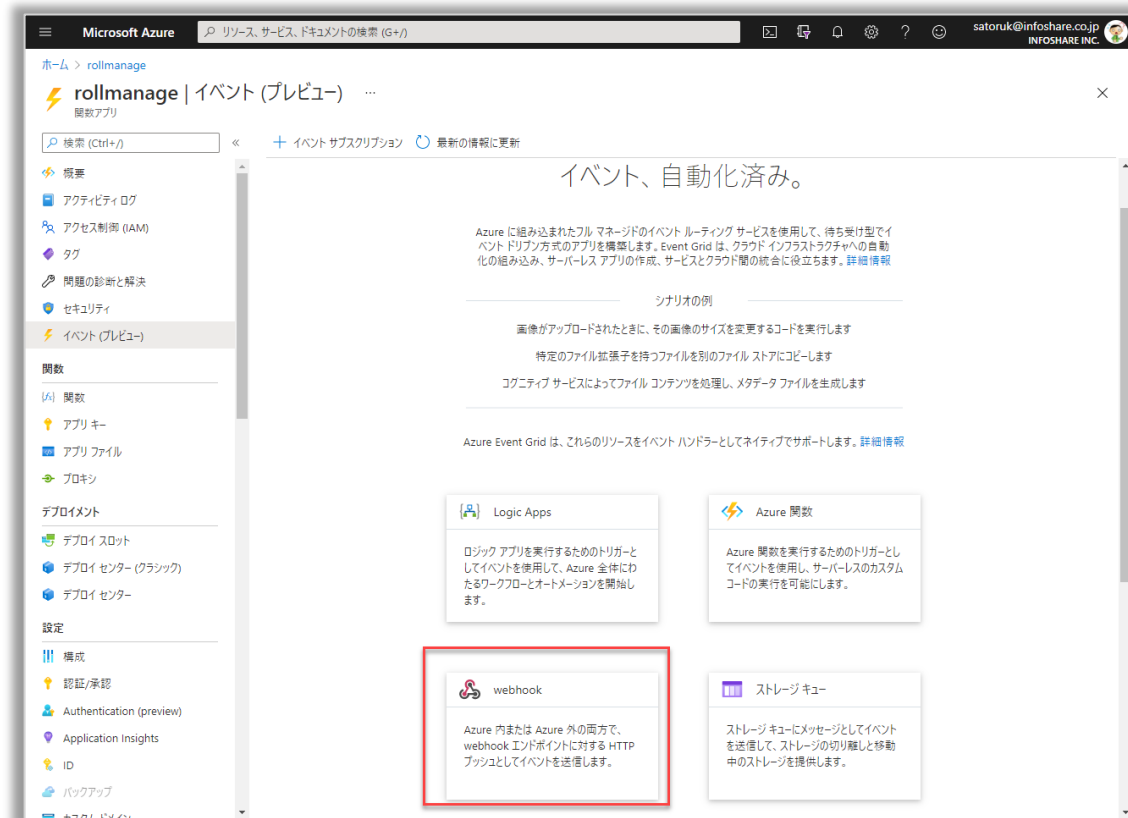 Microsoft Azure
リソース、サービス、ドキュメントの検索 (G+/)
satoruk@infoshare.co.jp
INFOSHARE INC.
ホーム > rollmanage
rollmanage | イベント (プレビュー) ...
関数アプリ
検索 (Ctrl+/)
«
+ イベント サブスクリプション
最新の情報に更新
概要
アクティビティ ログ
アクセス制御 (IAM)
タグ
問題の診断と解決
セキュリティ
イベント (プレビュー)
関数
関数
アプリ キー
アプリ ファイル
プロキシ
デプロイメント
デプロイ スロット
デプロイ センター (クラシック)
デプロイ センター
設定
構成
認証/承認
Authentication (preview)
Application Insights
ID
バックアップ
カスタム ドメイン
イベント、自動化済み。
Azure に組み込まれたフル マネージドのイベント ルーティング サービスを使用して、待ち受け型でイ
ベント ドリブン方式のアプリを構築します。Event Grid は、クラウド インフラストラクチャへの自動
化の組み込み、サーバーレス アプリの作成、サービスとクラウド間の統合に役立ちます。詳細情報
シナリオの例
画像がアップロードされたときに、その画像のサイズを変更するコードを実行します
特定のファイル拡張子を持つファイルを別のファイル ストアにコピーします
コグニティブ サービスによってファイル コンテンツを処理し、メタデータ ファイルを生成します
Azure Event Grid は、これらのリソースをイベント ハンドラーとしてネイティブでサポートします。詳細情報
Logic Apps
ロジック アプリを実行するためのトリガーと
してイベントを使用して、Azure 全体にわ
たるワークフローとオートメーションを開始し
ます。
Azure 関数
Azure 関数を実行するためのトリガーとし
てイベントを使用し、サーバーレスのカスタム
コードの実行を可能にします。
webhook
Azure 内または Azure 外の両方で、
webhook エンドポイントに対する HTTP
プッシュとしてイベントを送信します。
ストレージ キュー
ストレージ キューにメッセージとしてイベント
を送信して、ストレージの切り離しと移動
中のストレージを提供します。